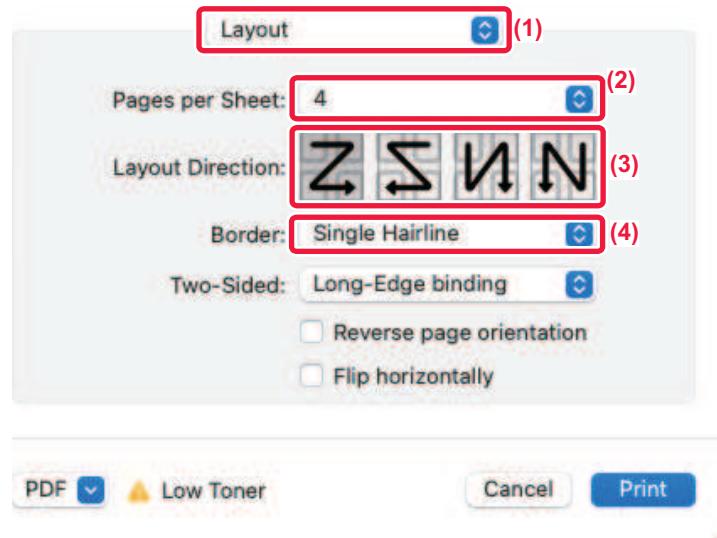 Layout (1)
Pages per Sheet: 4 (2)
Layout Direction: (3)
Border: Single Hairline (4)
Two-Sided: Long-Edge binding
Reverse page orientation
Flip horizontally
PDF Low Toner Cancel Print